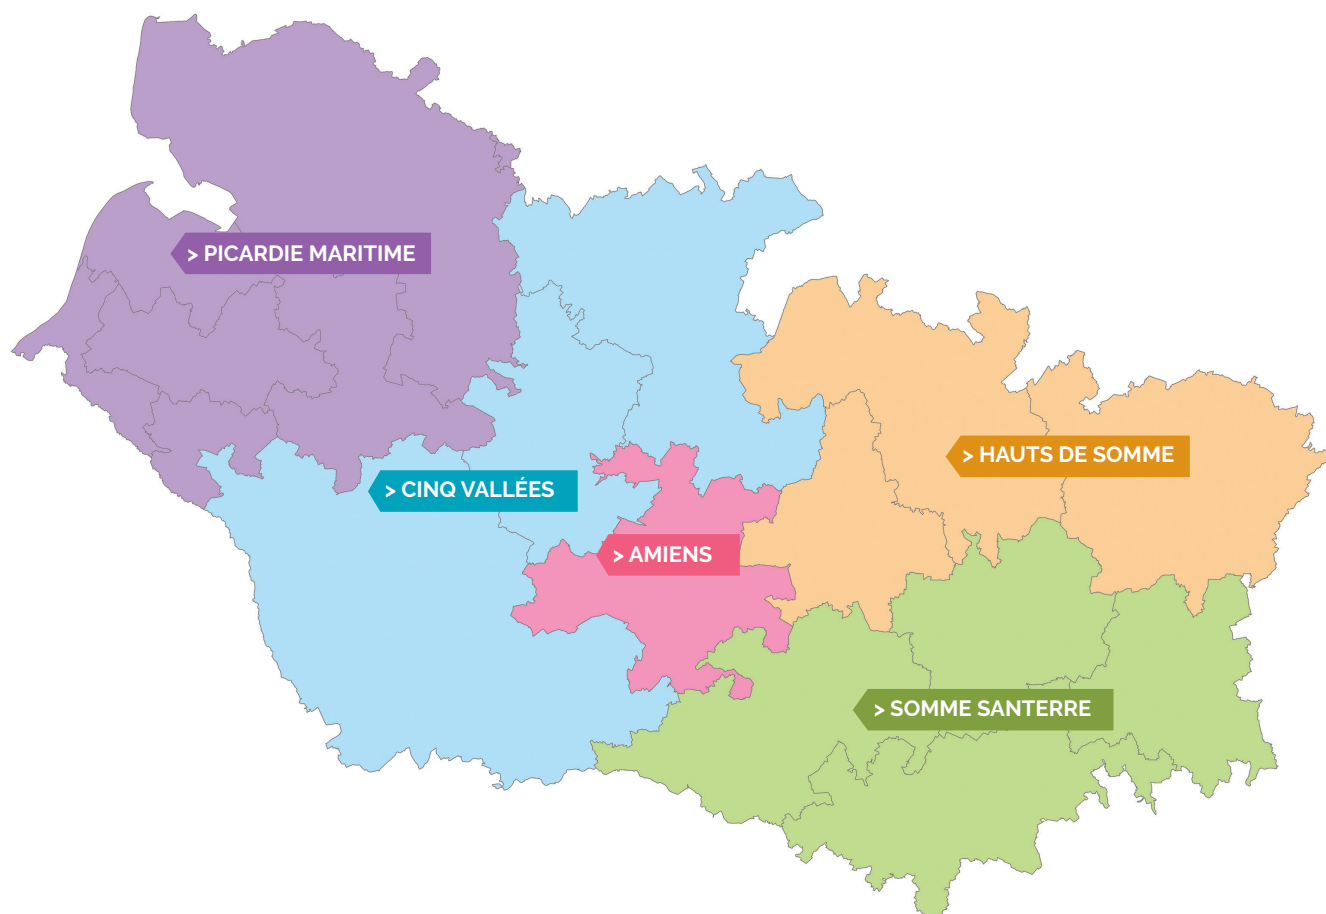 > PICARDIE MARITIME
> HAUTS DE SOMME
> CINQ VALLÉES
> AMIENS
> SOMME SANTERRE